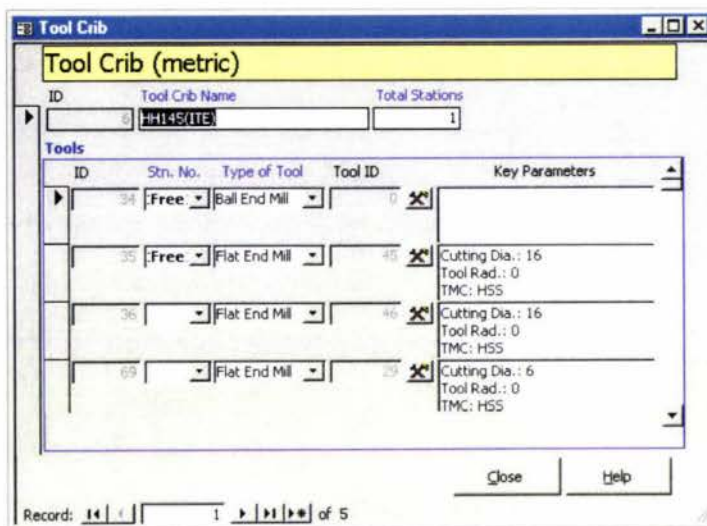 Tool Crib
Tool Crib (metric)
ID Tool Crib Name Total Stations
6 HH145(ITE) 1
Tools
ID Stn. No. Type of Tool Tool ID Key Parameters
34 :Free: Ball End Mill 0
35 :Free: Flat End Mill 45 Cutting Dia.: 16
Tool Rad.: 0
TMC: HSS
36 Flat End Mill 46 Cutting Dia.: 16
Tool Rad.: 0
TMC: HSS
69 Flat End Mill 29 Cutting Dia.: 6
Tool Rad.: 0
TMC: HSS
Close Help
Record: 1 of 5